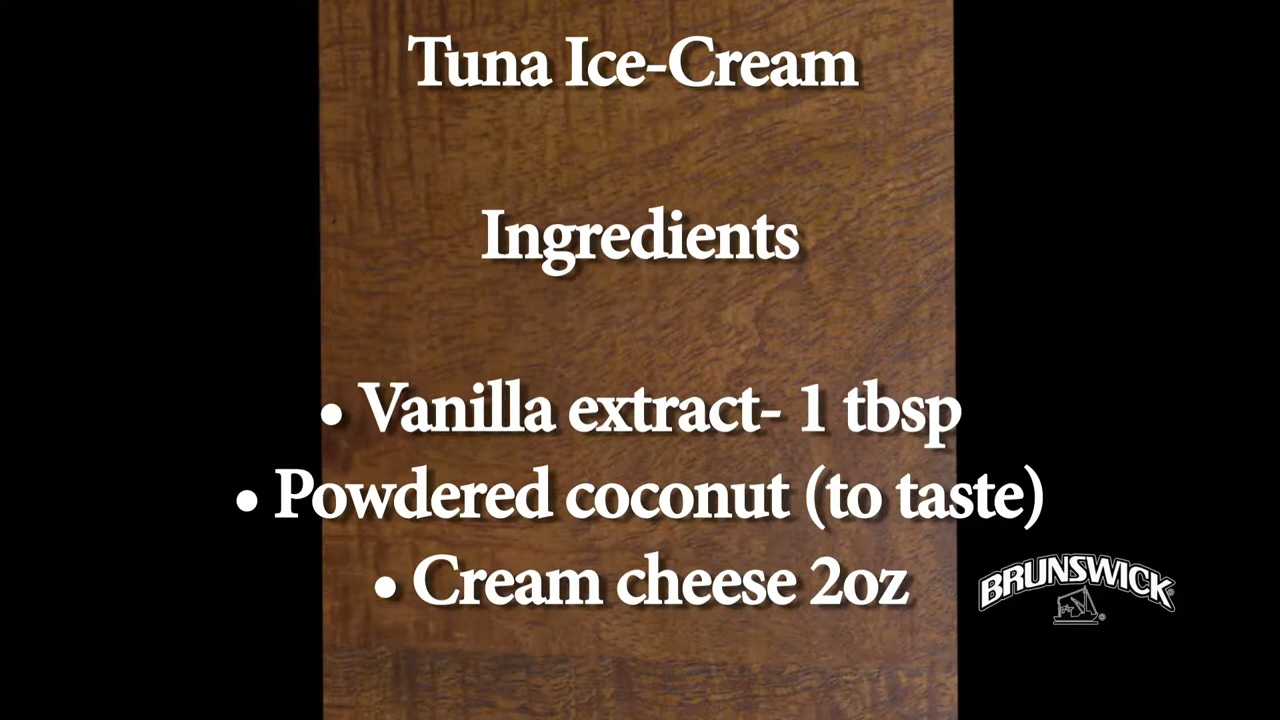 Tuna Ice-Cream
Ingredients
• Vanilla extract- 1 tbsp
• Powdered coconut (to taste)
• Cream cheese 2oz
BRUNSWICK®